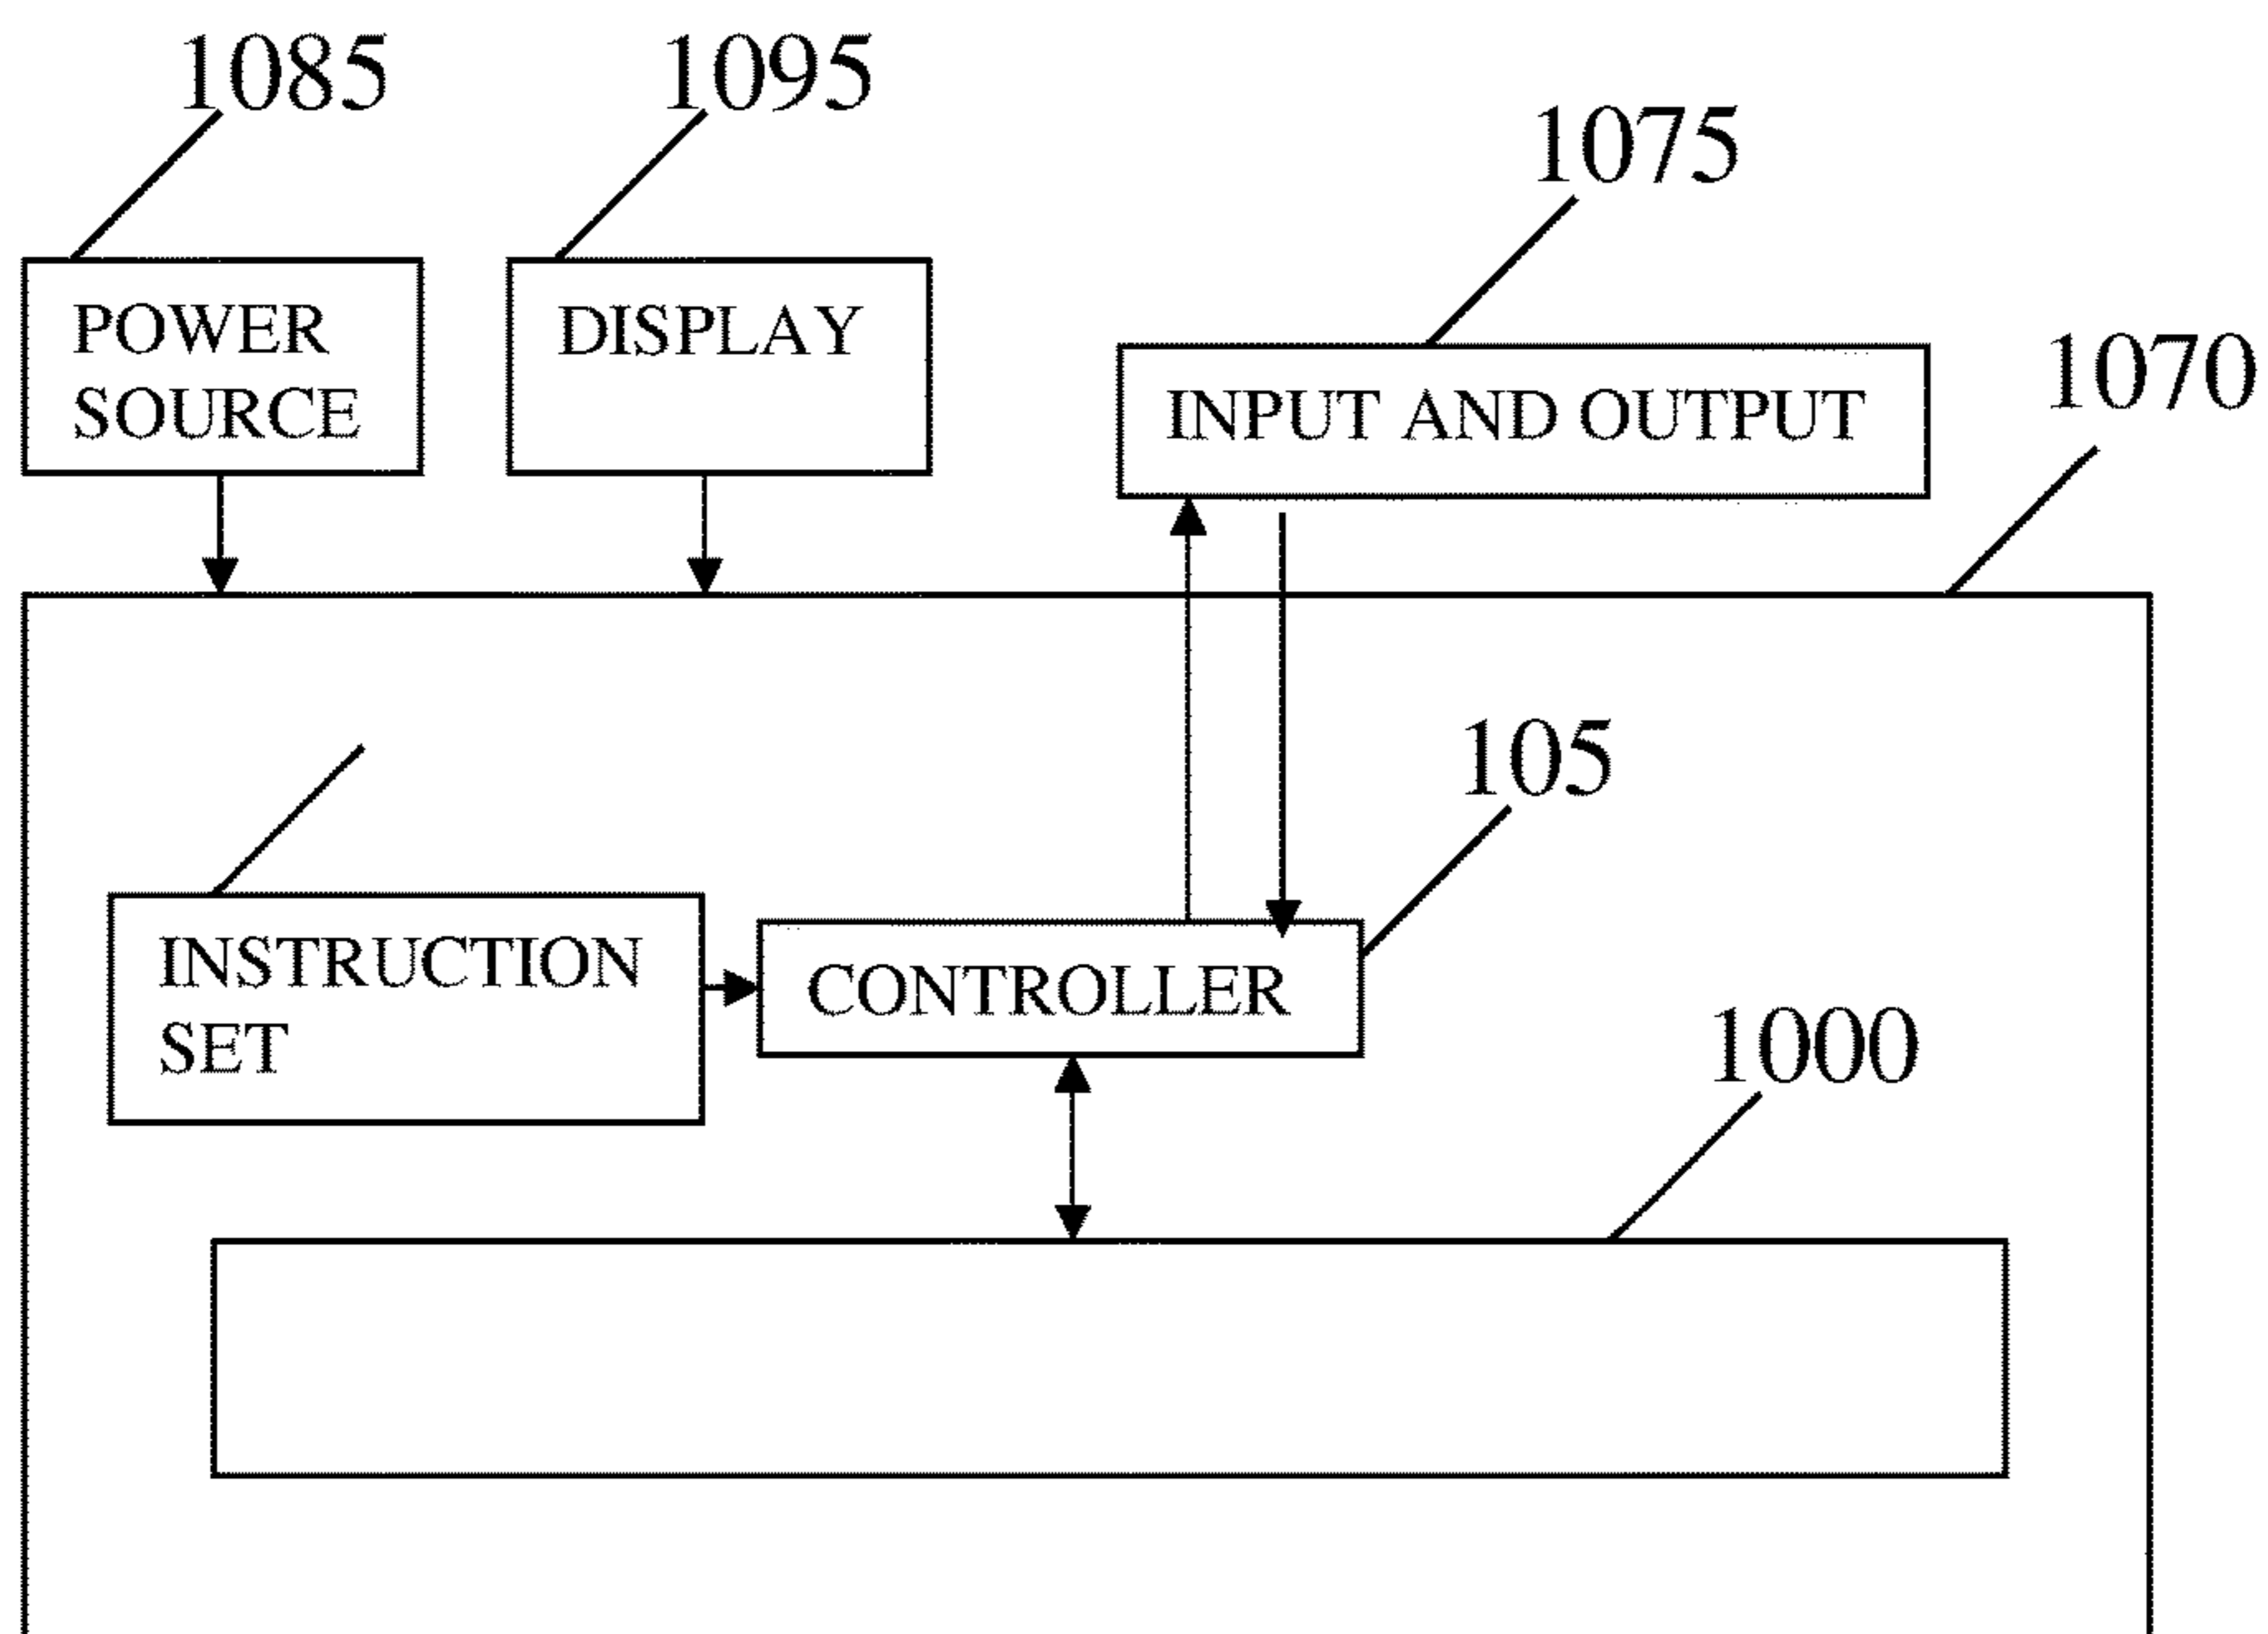 1085
1095
1075
1070
POWER
SOURCE
DISPLAY
INPUT AND OUTPUT
105
INSTRUCTION
SET
CONTROLLER
1000